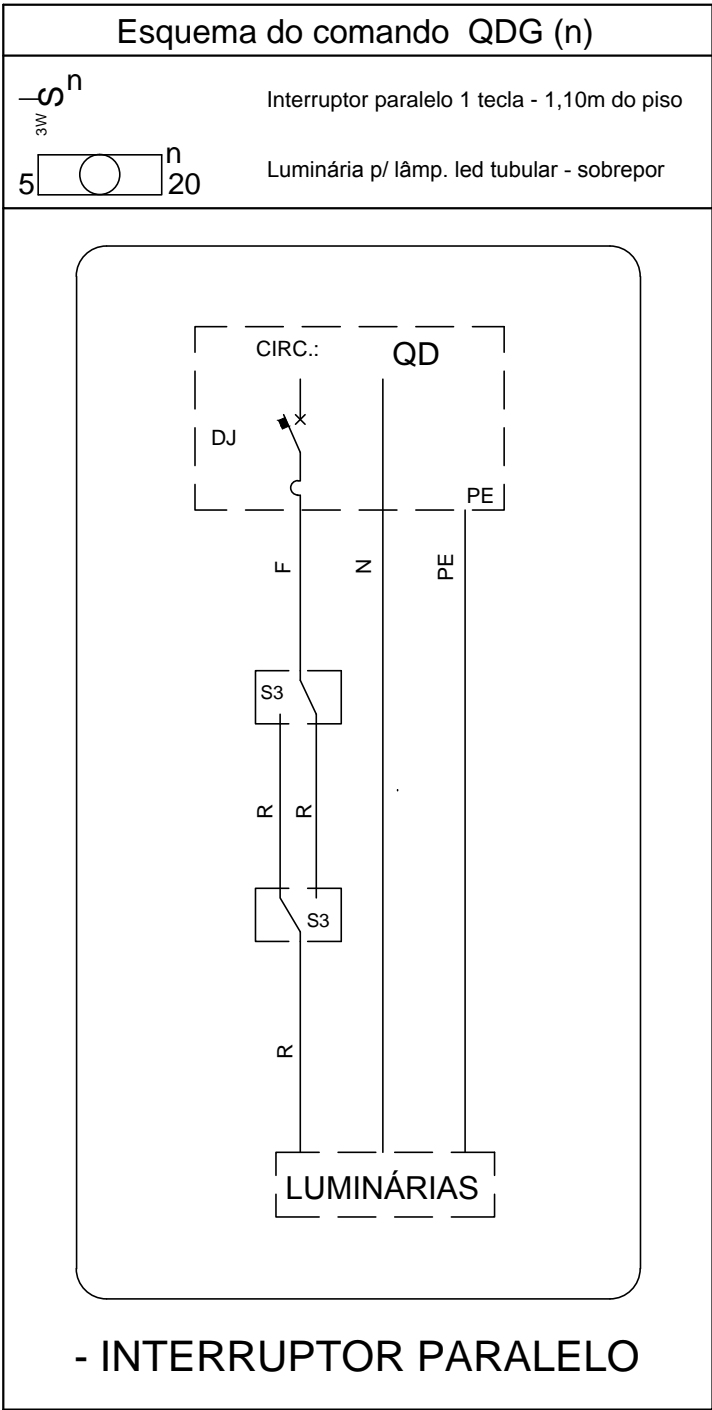 Esquema do comando QDG (n)
S n
3W
Interruptor paralelo 1 tecla - 1,10m do piso
n
5
20
Luminária p/ lâmp. led tubular - sobrepor
CIRC.:
QD
DJ
PE
F
N
PE
S3
R
R
S3
R
LUMINÁRIAS
- INTERRUPTOR PARALELO